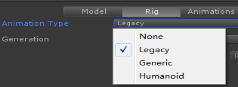 Model Rig Animations
Animation Type Legacy
Generation None
Legacy
Generic
Humanoid